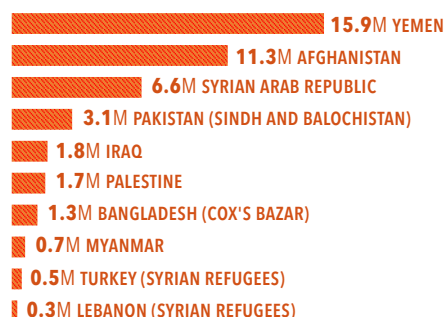 15.9M YEMEN
11.3M AFGHANISTAN
6.6M SYRIAN ARAB REPUBLIC
3.1M PAKISTAN (SINDH AND BALOCHISTAN)
1.8M IRAQ
1.7M PALESTINE
1.3M BANGLADESH (COX'S BAZAR)
0.7M MYANMAR
0.5M TURKEY (SYRIAN REFUGEES)
0.3M LEBANON (SYRIAN REFUGEES)